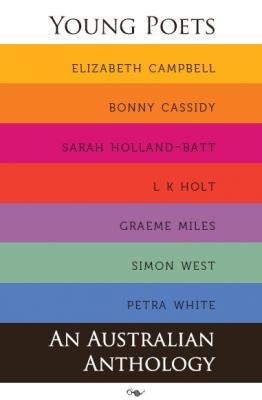 YOUNG POETS
ELIZABETH CAMPBELL
BONNY CASSIDY
SARAH HOLLAND-BATT
L K HOLT
GRAEME MILES
SIMON WEST
PETRA WHITE
AN AUSTRALIAN
ANTHOLOGY